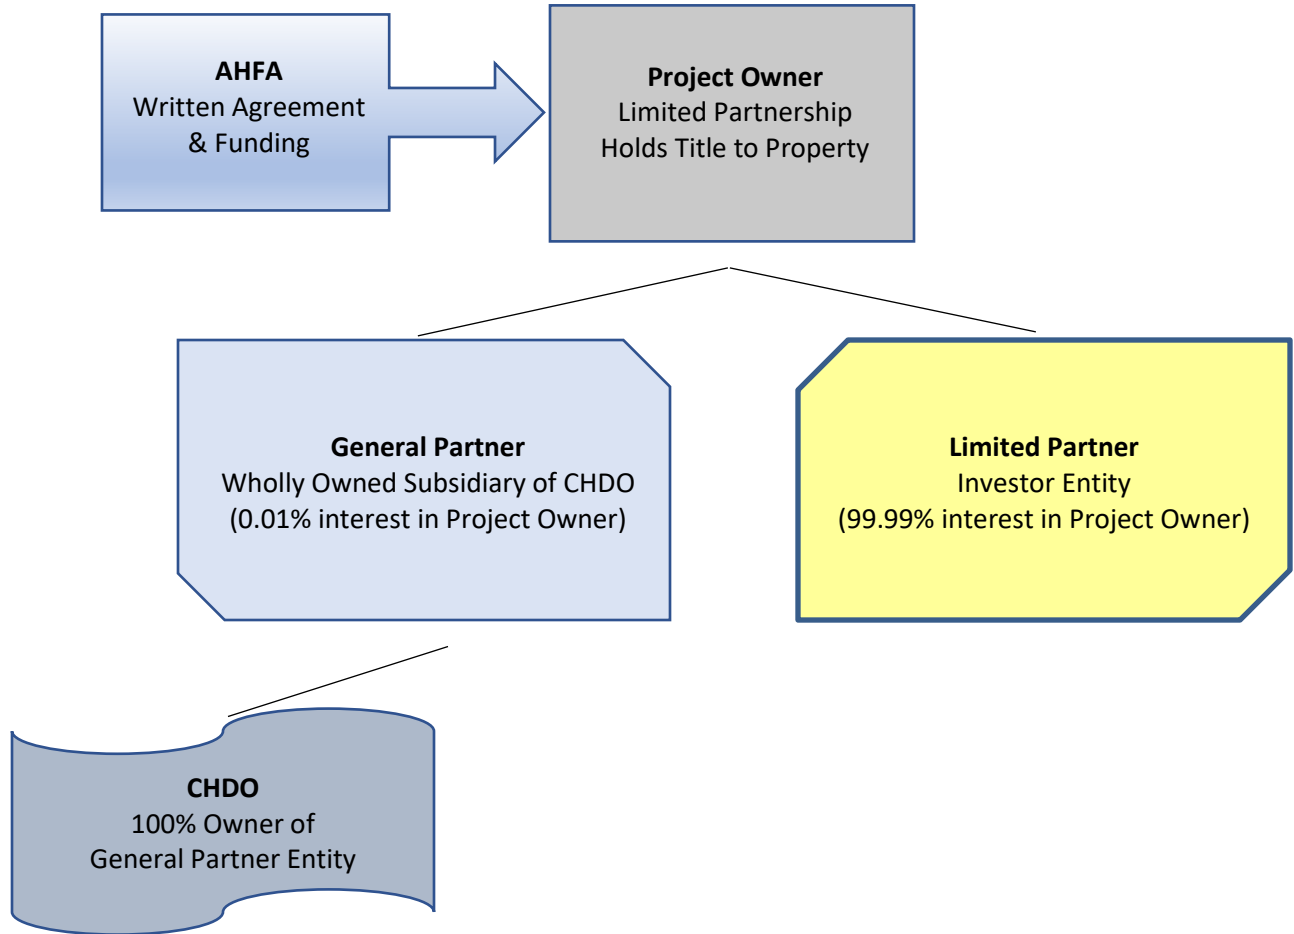 AHFA
Written Agreement
& Funding
Project Owner
Limited Partnership
Holds Title to Property
General Partner
Wholly Owned Subsidiary of CHDO
(0.01% interest in Project Owner)
Limited Partner
Investor Entity
(99.99% interest in Project Owner)
CHDO
100% Owner of
General Partner Entity